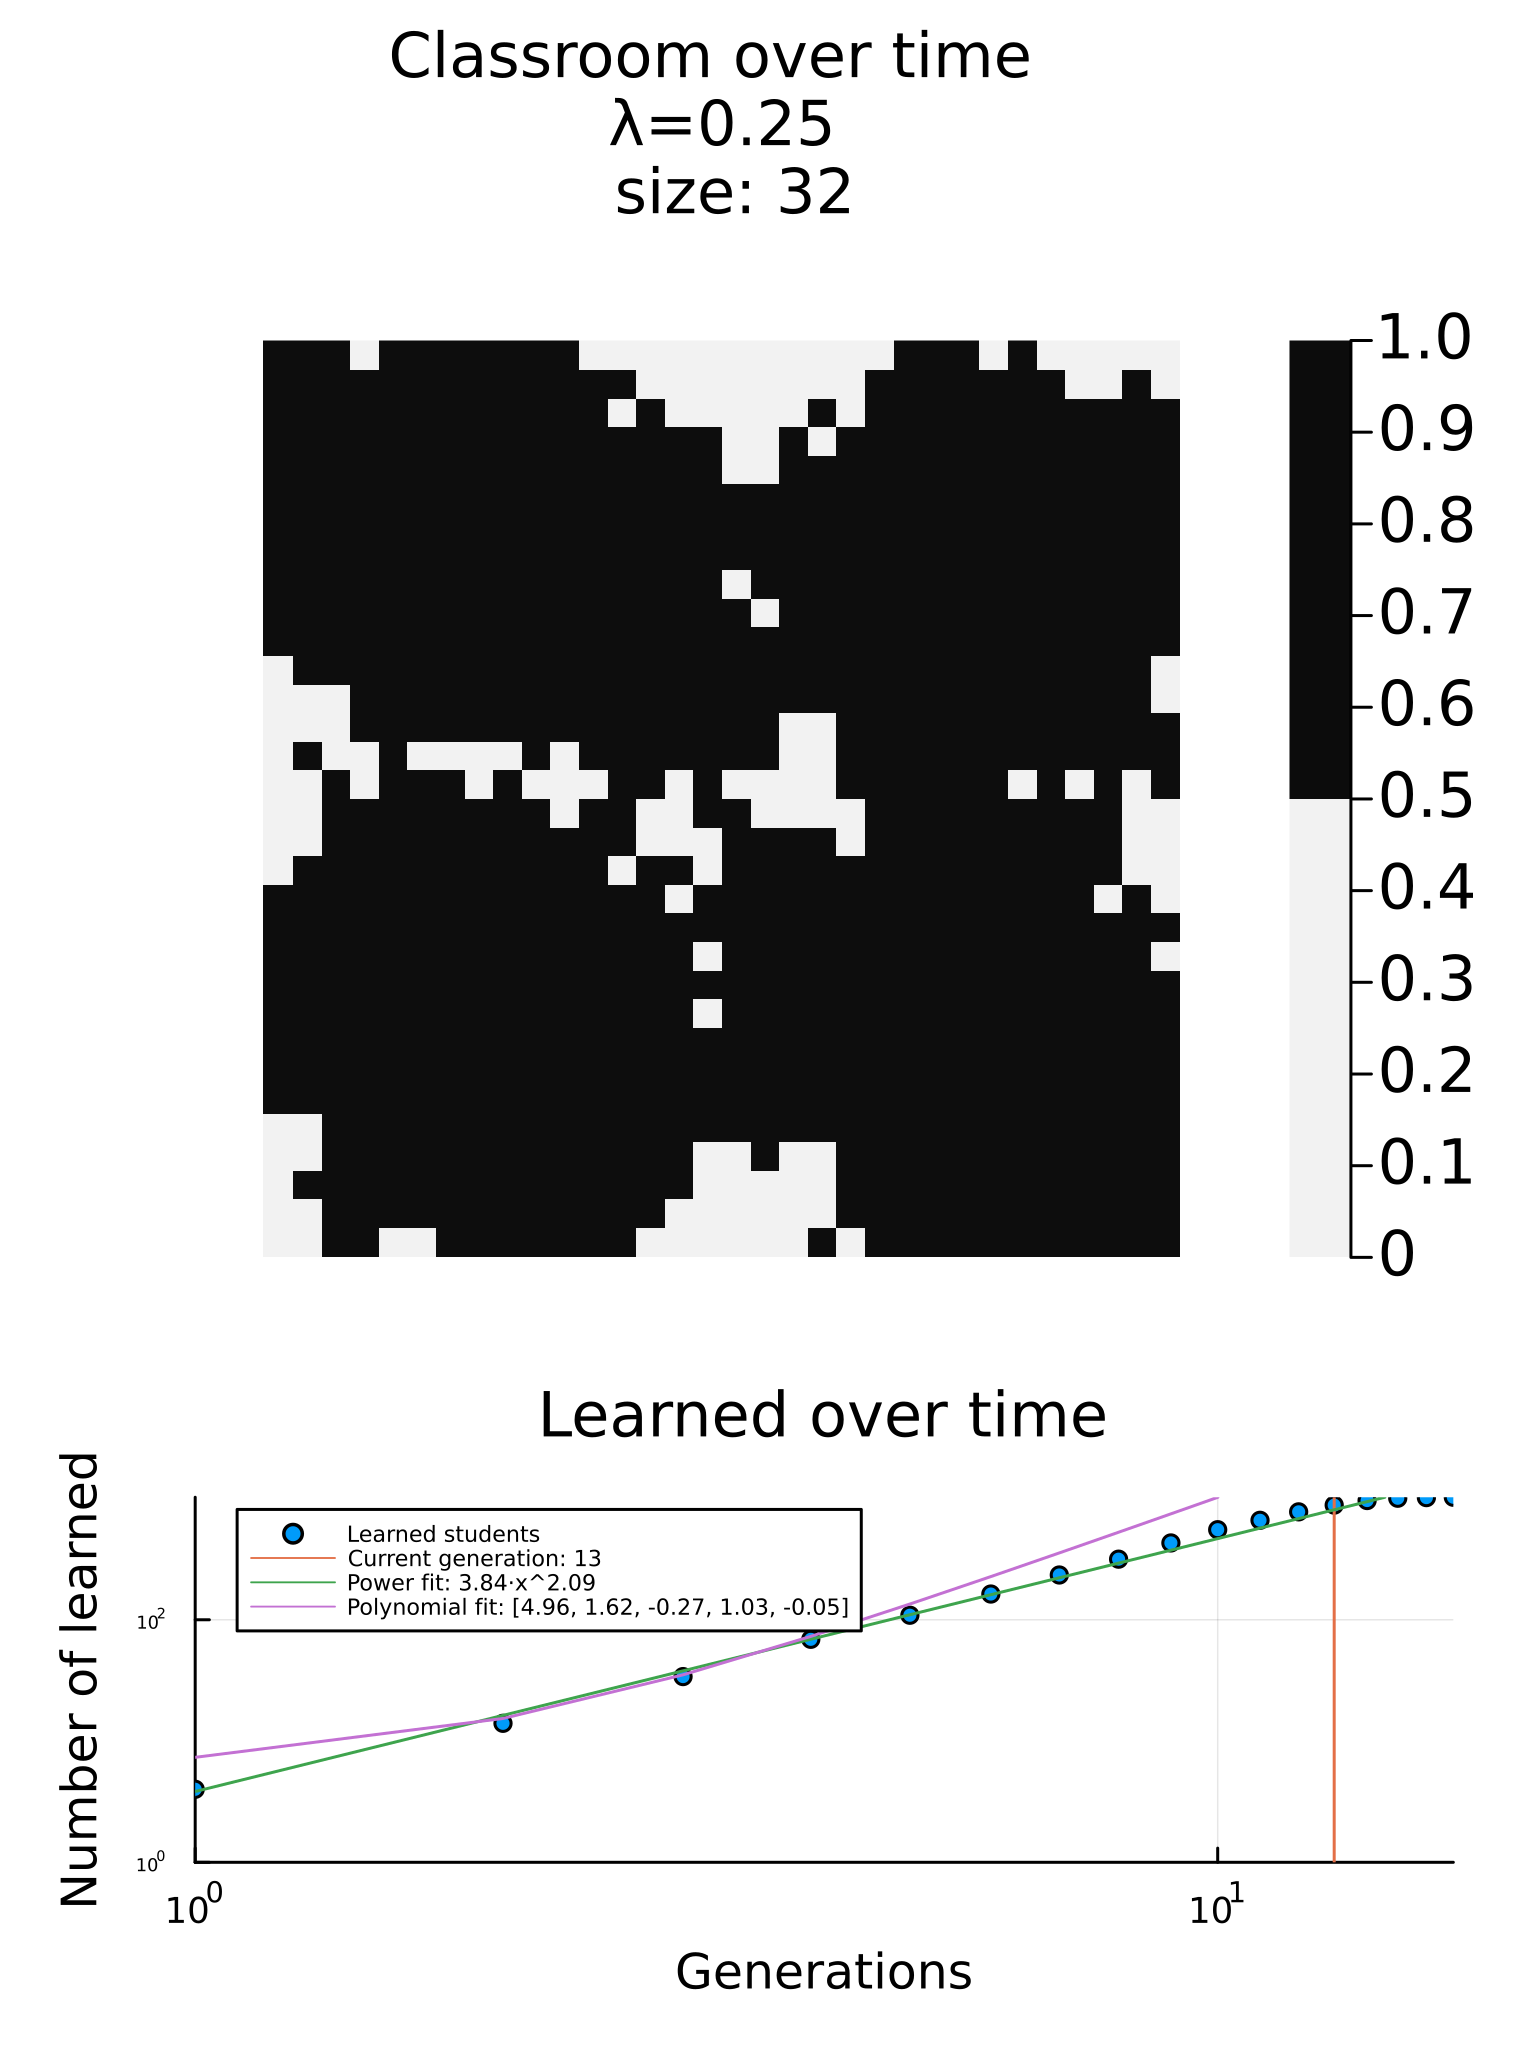 Classroom over time
λ=0.25
size: 32
1.0
0.9
0.8
0.7
0.6
0.5
0.4
0.3
0.2
0.1
0
Learned over time
Number of learned
Learned students
Current generation: 13
Power fit: 3.84·x^2.09
Polynomial fit: [4.96, 1.62, -0.27, 1.03, -0.05]
10²
10⁰
10⁰
10¹
Generations